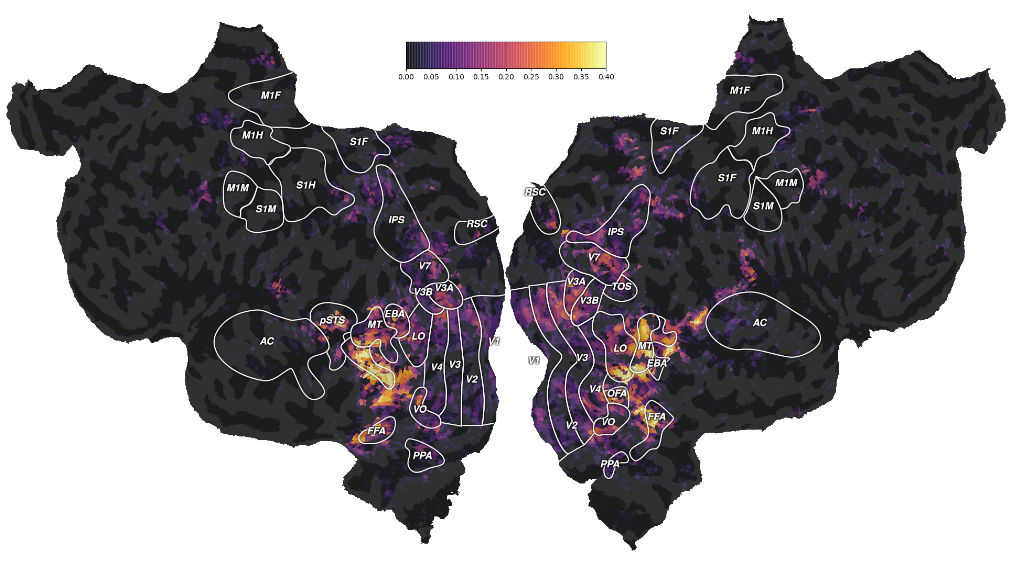 0.00 0.05 0.10 0.15 0.20 0.25 0.30 0.35 0.40
M1F
M1H
S1F
M1M
S1H
S1M
IPS
RSC
V7
V3B
V3A
pSTS
EBA
MT
AC
LO
V1
V4
V3
V2
VO
FFA
PPA
M1F
S1F
M1H
S1F
M1M
S1M
RSC
IPS
V7
V3A
TOS
V3B
AC
LO
MT
V1
V3
EBA
V4
OFA
V2
VO
FFA
PPA